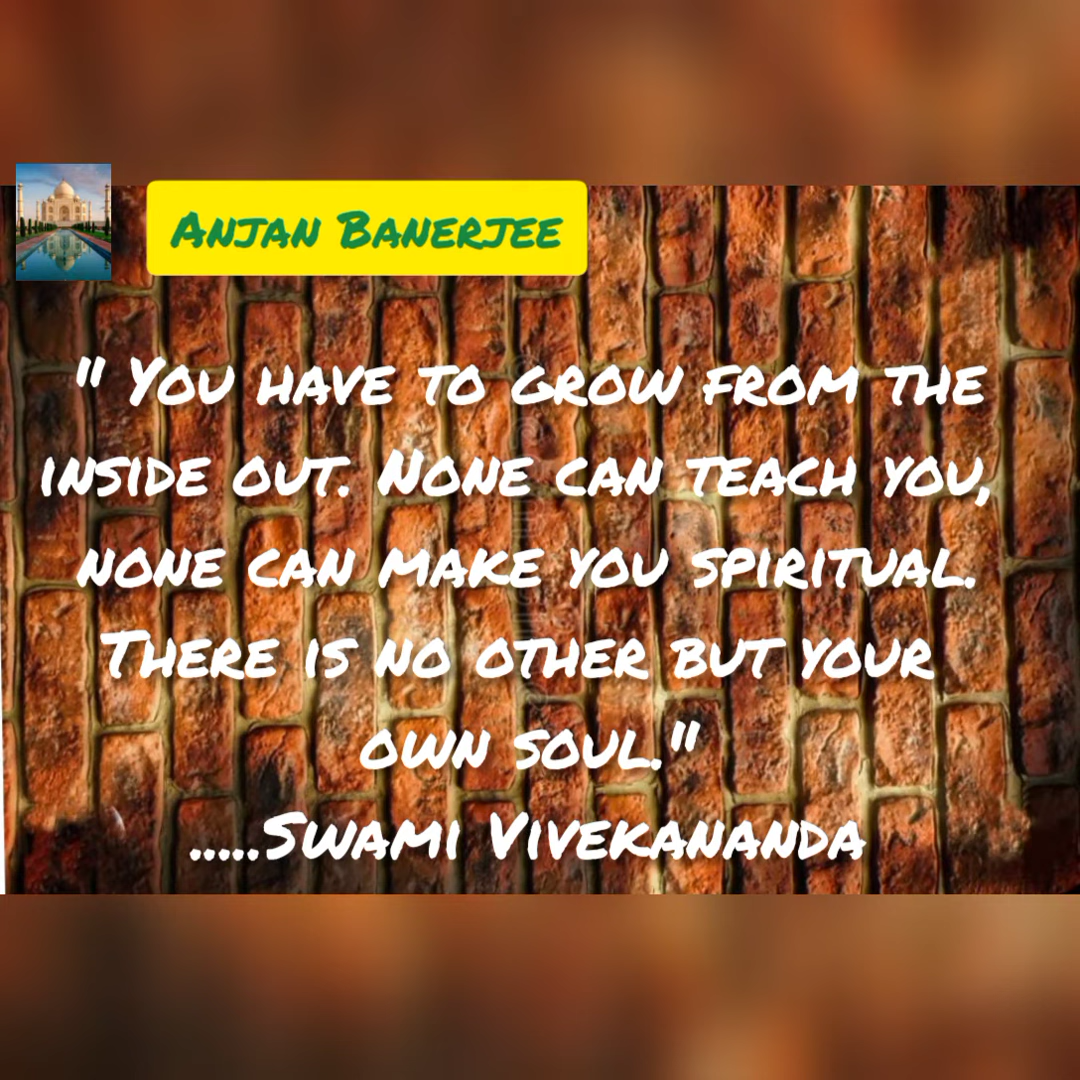 Anjan Banerjee
" You have to grow from the
inside out. None can teach you,
none can make you spiritual.
There is no other but your
own soul."
.....Swami Vivekananda